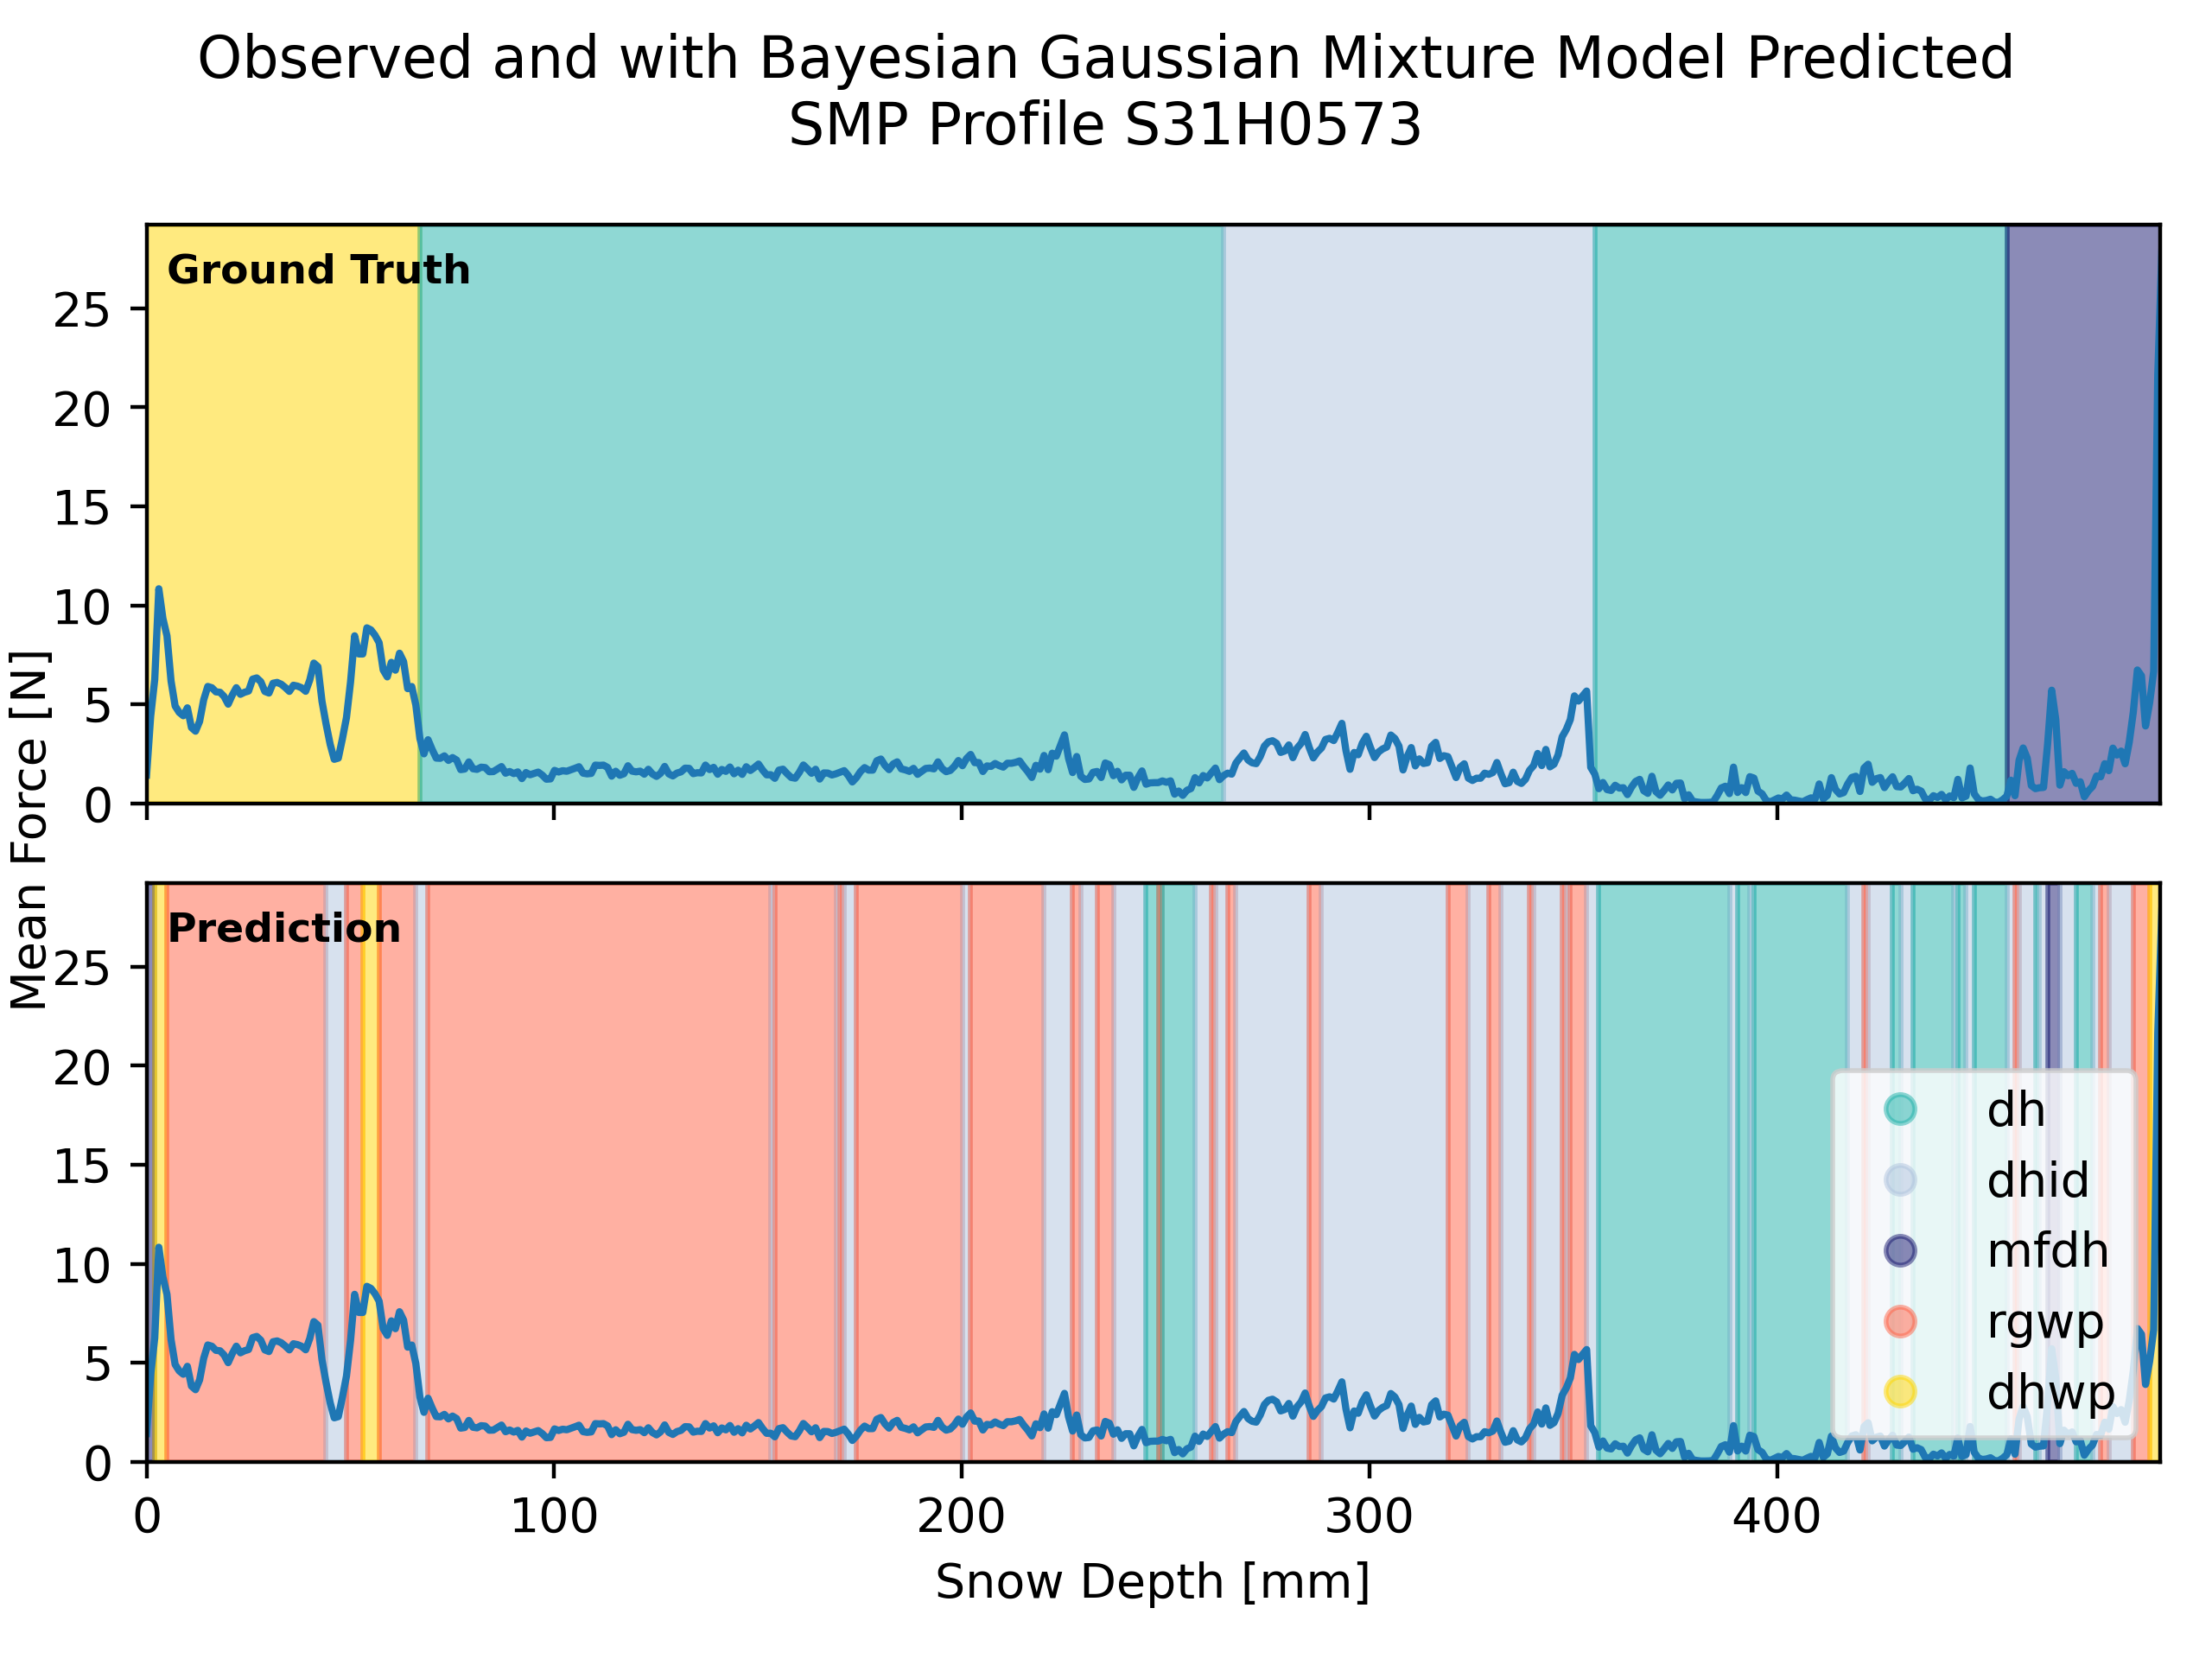 Observed and with Bayesian Gaussian Mixture Model Predicted
SMP Profile S31H0573
Mean Force [N]
Ground Truth
25
20
15
10
5
0
Prediction
25
20
15
10
5
0
dh
dhid
mfdh
rgwp
dhwp
0 100 200 300 400
Snow Depth [mm]